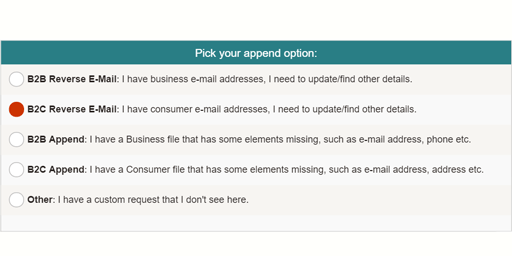 Pick your append option:
B2B Reverse E-Mail: I have business e-mail addresses, I need to update/find other details.
B2C Reverse E-Mail: I have consumer e-mail addresses, I need to update/find other details.
B2B Append: I have a Business file that has some elements missing, such as e-mail address, phone etc.
B2C Append: I have a Consumer file that has some elements missing, such as e-mail address, address etc.
Other: I have a custom request that I don't see here.